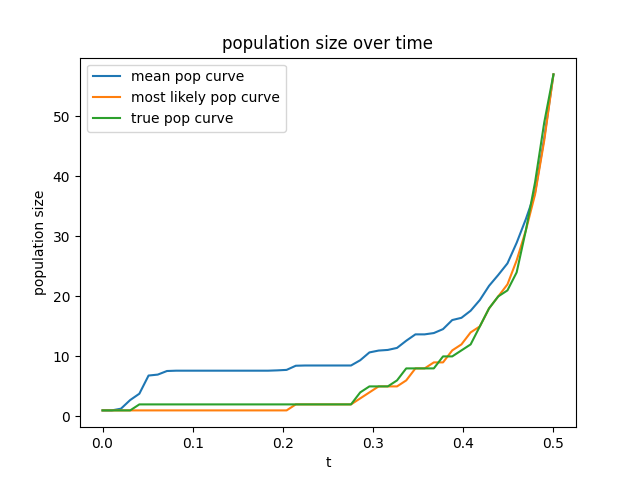 population size over time
mean pop curve
most likely pop curve
true pop curve
population size
50
40
30
20
10
0
0.0 0.1 0.2 0.3 0.4 0.5
t